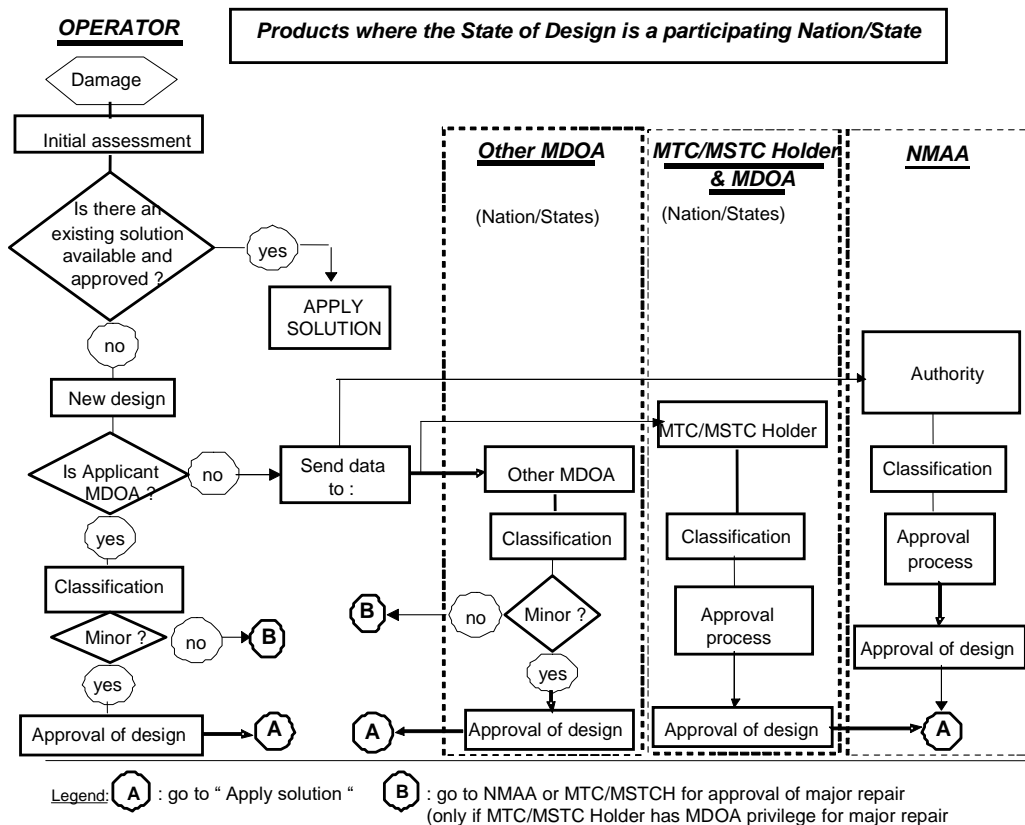 OPERATOR
Products where the State of Design is a participating Nation/State
Damage
Initial assessment
Is there an
existing solution
available and
approved ?
yes
APPLY
SOLUTION
no
New design
Is Applicant
MDOA ?
no
Send data
to :
yes
Classification
Minor ?
no
B
yes
Approval of design
A
Other MDOA
(Nation/States)
Other MDOA
Classification
Minor ?
no
B
yes
Approval of design
A
MTC/MSTC Holder
& MDOA
(Nation/States)
MTC/MSTC Holder
Classification
Approval
process
Approval of design
NMAA
Authority
Classification
Approval
process
Approval of design
A
Legend: A : go to “ Apply solution “
B : go to NMAA or MTC/MSTCH for approval of major repair
(only if MTC/MSTC Holder has MDOA privilege for major repair